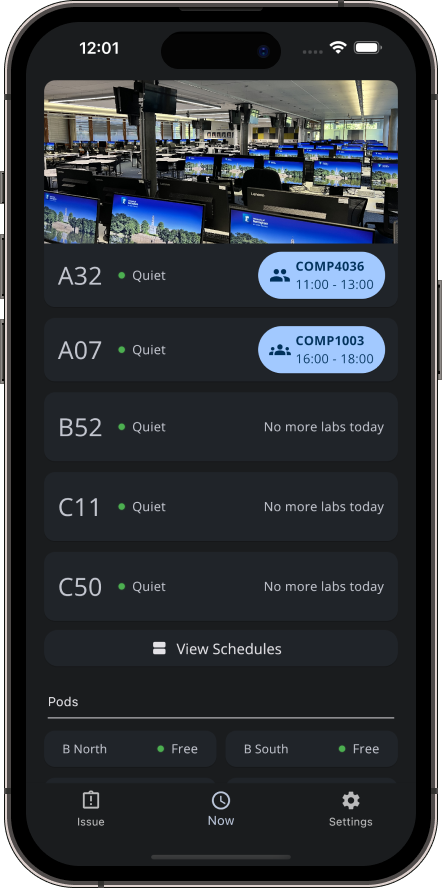 12:01
A32
Quiet
COMP4036
11:00 - 13:00
A07
Quiet
COMP1003
16:00 - 18:00
B52
Quiet
No more labs today
C11
Quiet
No more labs today
C50
Quiet
No more labs today
View Schedules
Pods
B North
Free
B South
Free
Issue
Now
Settings